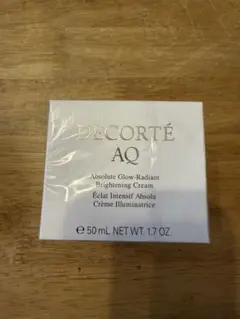 DECORTÉ
AQ
Absolute Glow-Radiant
Brightening Cream
Éclat Intensif Absolu
Crème Illuminatrice
℮ 50 mL NET WT. 1.7 OZ.